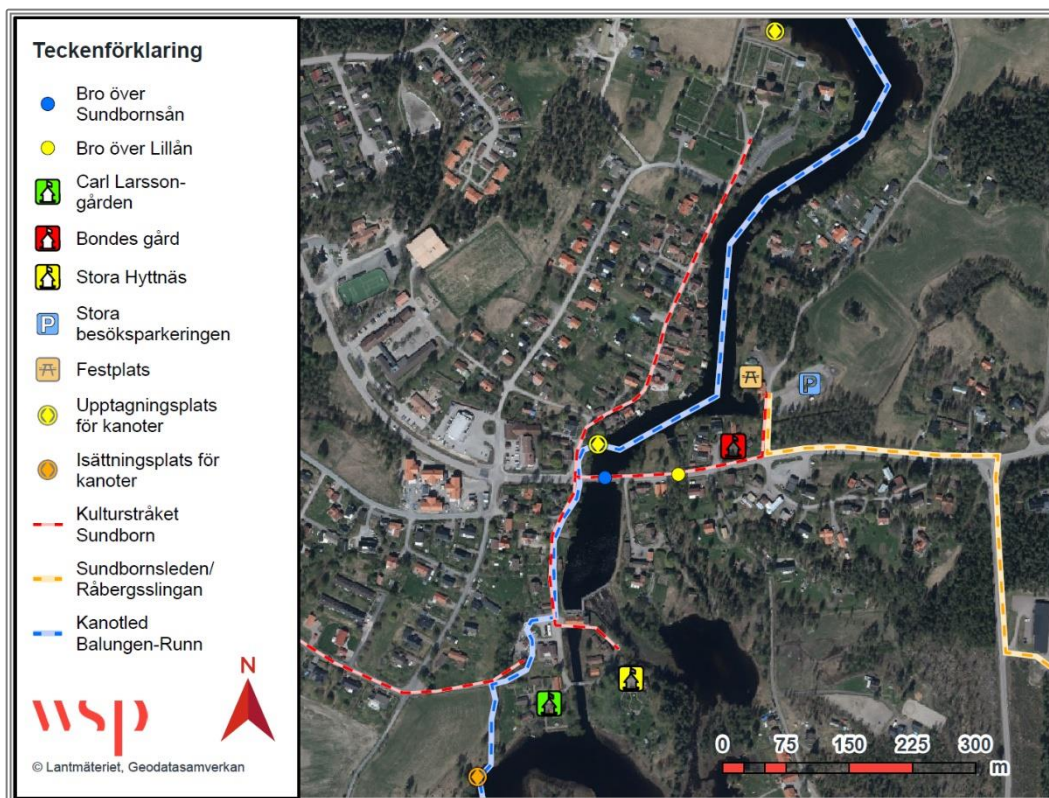 Teckenförklaring
Bro över
Sundbornsån
Bro över Lillån
Carl Larsson-
gården
Bondes gård
Stora Hyttnäs
P
Stora
besöksparkeringen
Festplats
Upptagningsplats
för kanoter
Isättningsplats för
kanoter
Kulturstråket
Sundborn
Sundbornsleden/
Råbergsslingan
Kanotled
Balungen-Runn
wsp
N
© Lantmäteriet, Geodatasamverkan
P
0 75 150 225 300
m